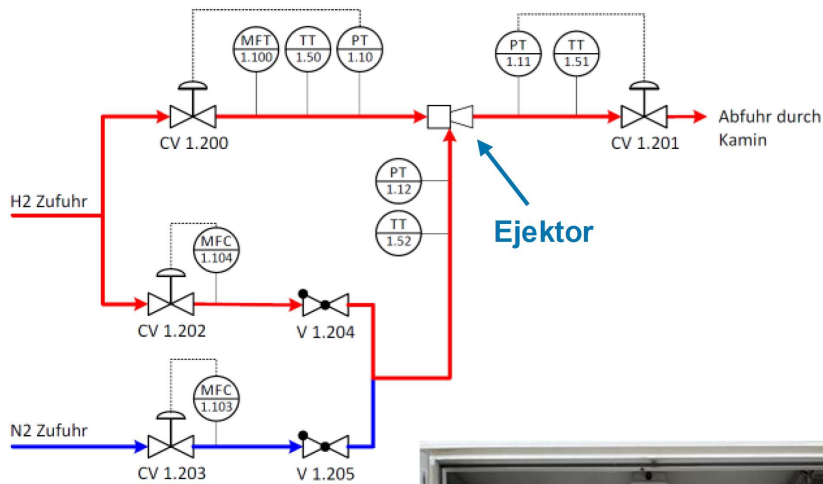 MFT
1.100
TT
1.50
PT
1.10
PT
1.11
TT
1.51
CV 1.200
CV 1.201
Abfuhr durch
Kamin
PT
1.12
H2 Zufuhr
TT
1.52
Ejektor
MFC
1.104
CV 1.202
V 1.204
MFC
1.103
N2 Zufuhr
CV 1.203
V 1.205